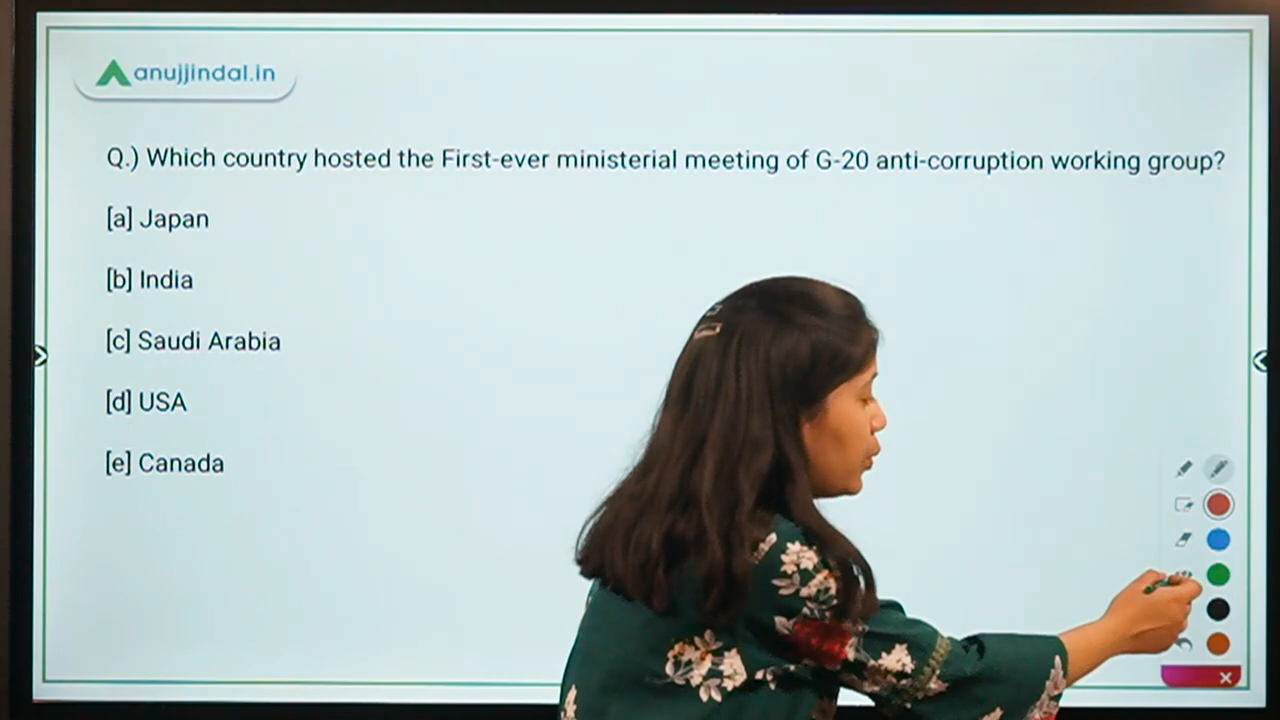 anujjindal.in
Q.) Which country hosted the First-ever ministerial meeting of G-20 anti-corruption working group?
[a] Japan
[b] India
[c] Saudi Arabia
[d] USA
[e] Canada